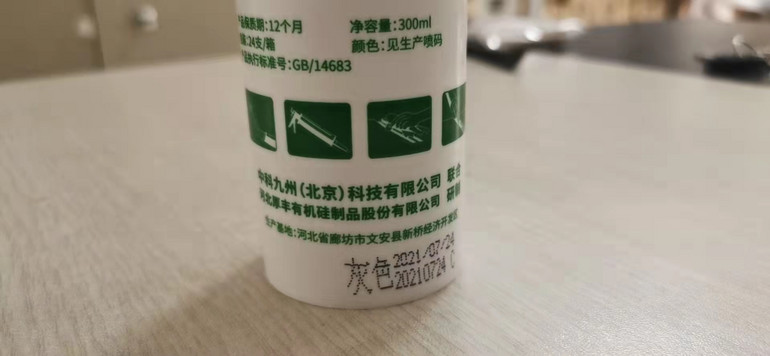 产品保质期:12个月
净容量:300ml
24支/箱
颜色:见生产喷码
产品执行标准号:GB/14683
中科九州(北京)科技有限公司 联合
河北厚丰有机硅制品股份有限公司 研制
生产基地:河北省廊坊市文安县新桥经济开发区
灰色 2021/07/24
20210724 C